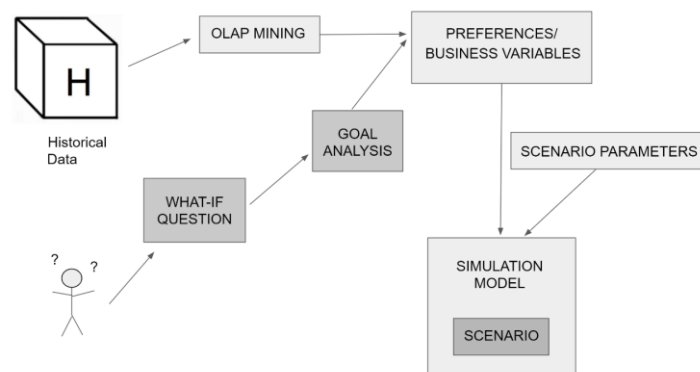 OLAP MINING
PREFERENCES/
BUSINESS VARIABLES
H
Historical
Data
GOAL
ANALYSIS
SCENARIO PARAMETERS
WHAT-IF
QUESTION
? ?
SIMULATION
MODEL
SCENARIO